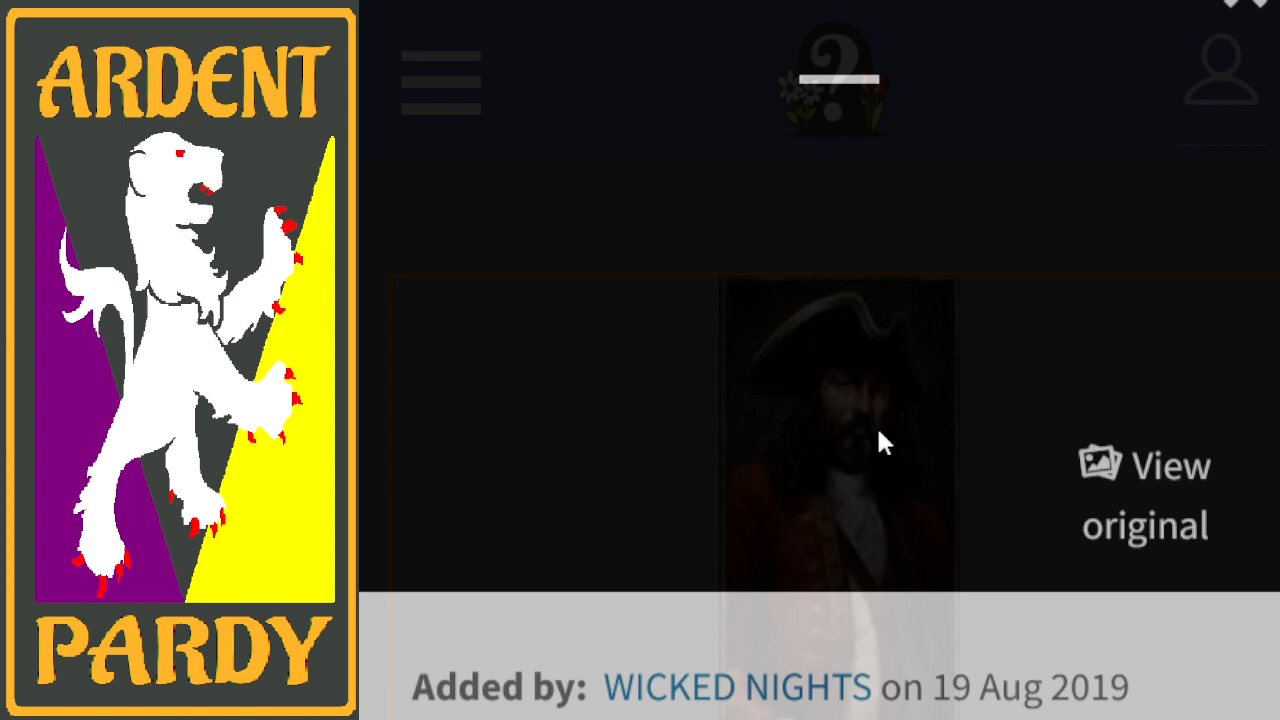 ARDENT
PARDY
?
View
original
Added by: WICKED NIGHTS on 19 Aug 2019